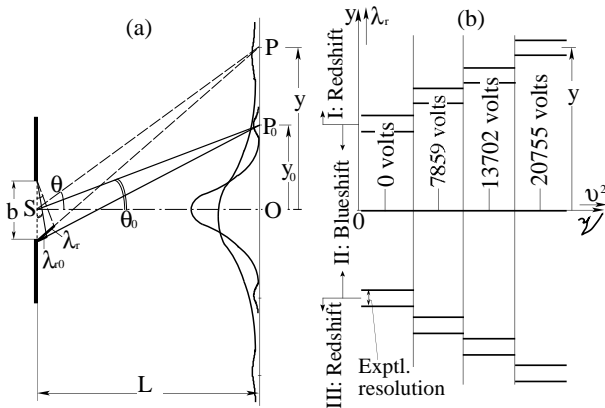 (a)
P
P₀
y
y₀
S
O
b
θ
θ₀
λr
λr0
L
(b)
y
λr
I: Redshift
II: Blueshift
III: Redshift
0 volts
7859 volts
13702 volts
20755 volts
y
0
υ²
Exptl.
resolution